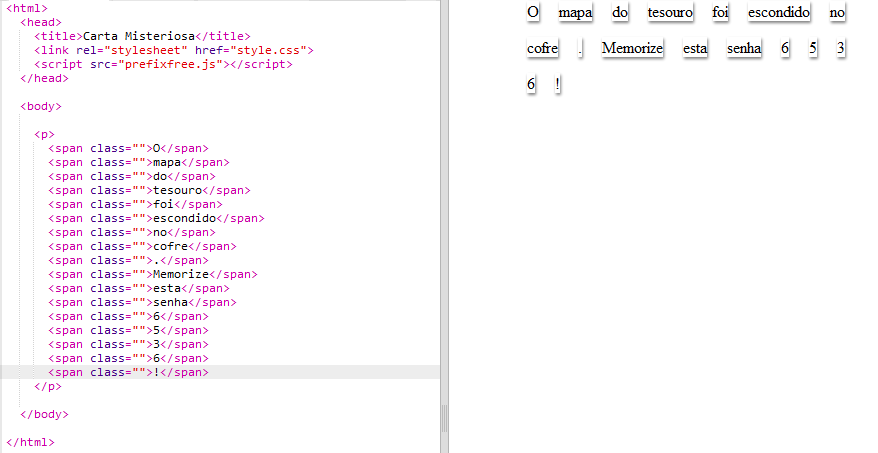 <html>
<head>
<title>Carta Misteriosa</title>
<link rel="stylesheet" href="style.css">
<script src="prefixfree.js"></script>
</head>
<body>
<p>
<span class="">O</span>
<span class="">mapa</span>
<span class="">do</span>
<span class="">tesouro</span>
<span class="">foi</span>
<span class="">escondido</span>
<span class="">no</span>
<span class="">cofre</span>
<span class="">.</span>
<span class="">Memorize</span>
<span class="">esta</span>
<span class="">senha</span>
<span class="">6</span>
<span class="">5</span>
<span class="">3</span>
<span class="">6</span>
<span class="">!</span>
</p>
</body>
</html>
O mapa do tesouro foi escondido no
cofre . Memorize esta senha 6 5 3
6 !